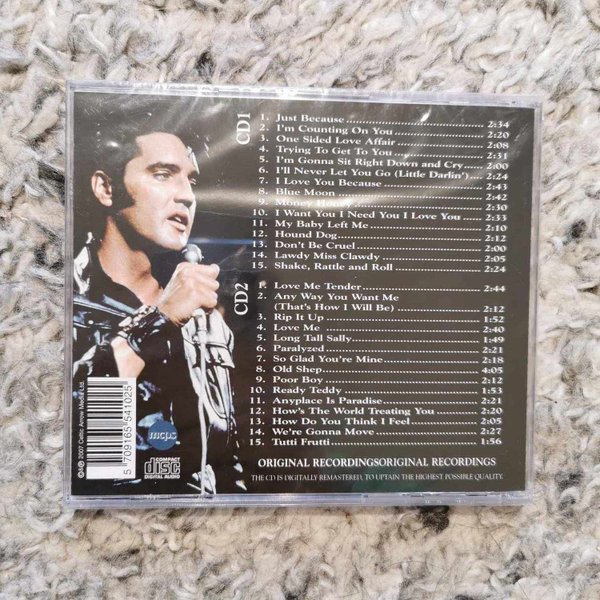 CD1
1. Just Because 2:34
2. I'm Counting On You 2:20
3. One Sided Love Affair 2:08
4. Trying To Get To You 2:31
5. I'm Gonna Sit Right Down and Cry 2:00
6. I'll Never Let You Go (Little Darlin') 2:24
7. I Love You Because 2:43
8. Blue Moon 2:42
9. Money Honey 2:30
10. I Want You I Need You I Love You 2:33
11. My Baby Left Me 2:10
12. Hound Dog 2:12
13. Don't Be Cruel 2:00
14. Lawdy Miss Clawdy 2:05
15. Shake, Rattle and Roll 2:24
CD2
1. Love Me Tender 2:44
2. Any Way You Want Me
(That's How I Will Be) 2:12
3. Rip It Up 1:52
4. Love Me 2:40
5. Long Tall Sally 1:49
6. Paralyzed 2:21
7. So Glad You're Mine 2:18
8. Old Shep 4:05
9. Poor Boy 2:12
10. Ready Teddy 1:53
11. Anyplace Is Paradise 2:21
12. How's The World Treating You 2:20
13. How Do You Think I Feel 2:05
14. We're Gonna Move 2:27
15. Tutti Frutti 1:56
ORIGINAL RECORDINGSORIGINAL RECORDINGS
THE CD IS DIGITALLY REMASTERED, TO UPTAIN THE HIGHEST POSSIBLE QUALITY.
℗© 2007 Celtic Arrow Media Ltd.
5 709165 541025
mcps
COMPACT
disc
DIGITAL AUDIO